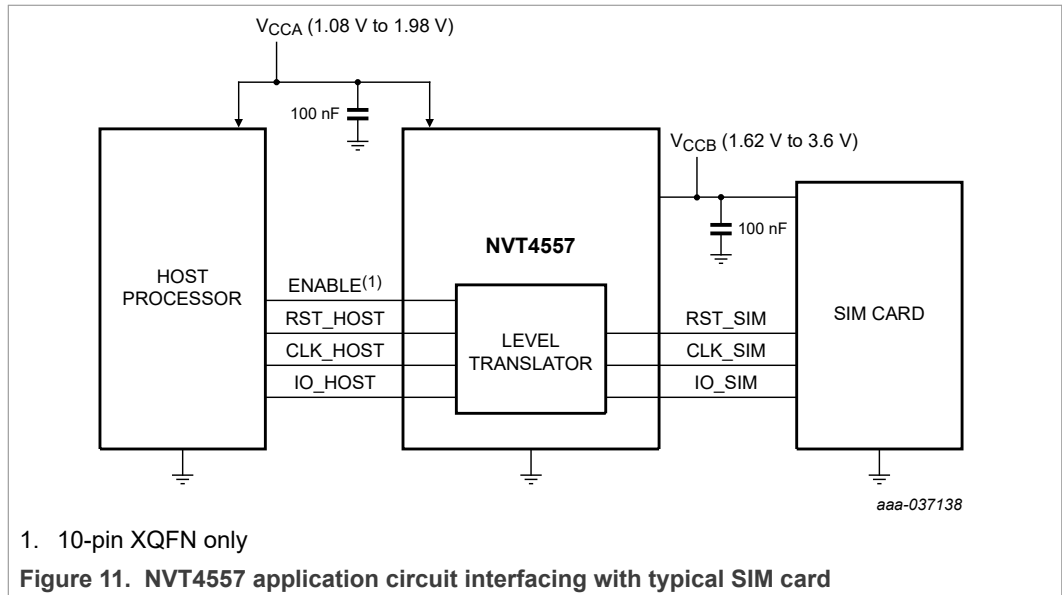 VCCA (1.08 V to 1.98 V)
100 nF
VCCB (1.62 V to 3.6 V)
100 nF
NVT4557
HOST
PROCESSOR
ENABLE(1)
RST_HOST
CLK_HOST
IO_HOST
LEVEL
TRANSLATOR
RST_SIM
CLK_SIM
IO_SIM
SIM CARD
aaa-037138
1. 10-pin XQFN only
Figure 11. NVT4557 application circuit interfacing with typical SIM card